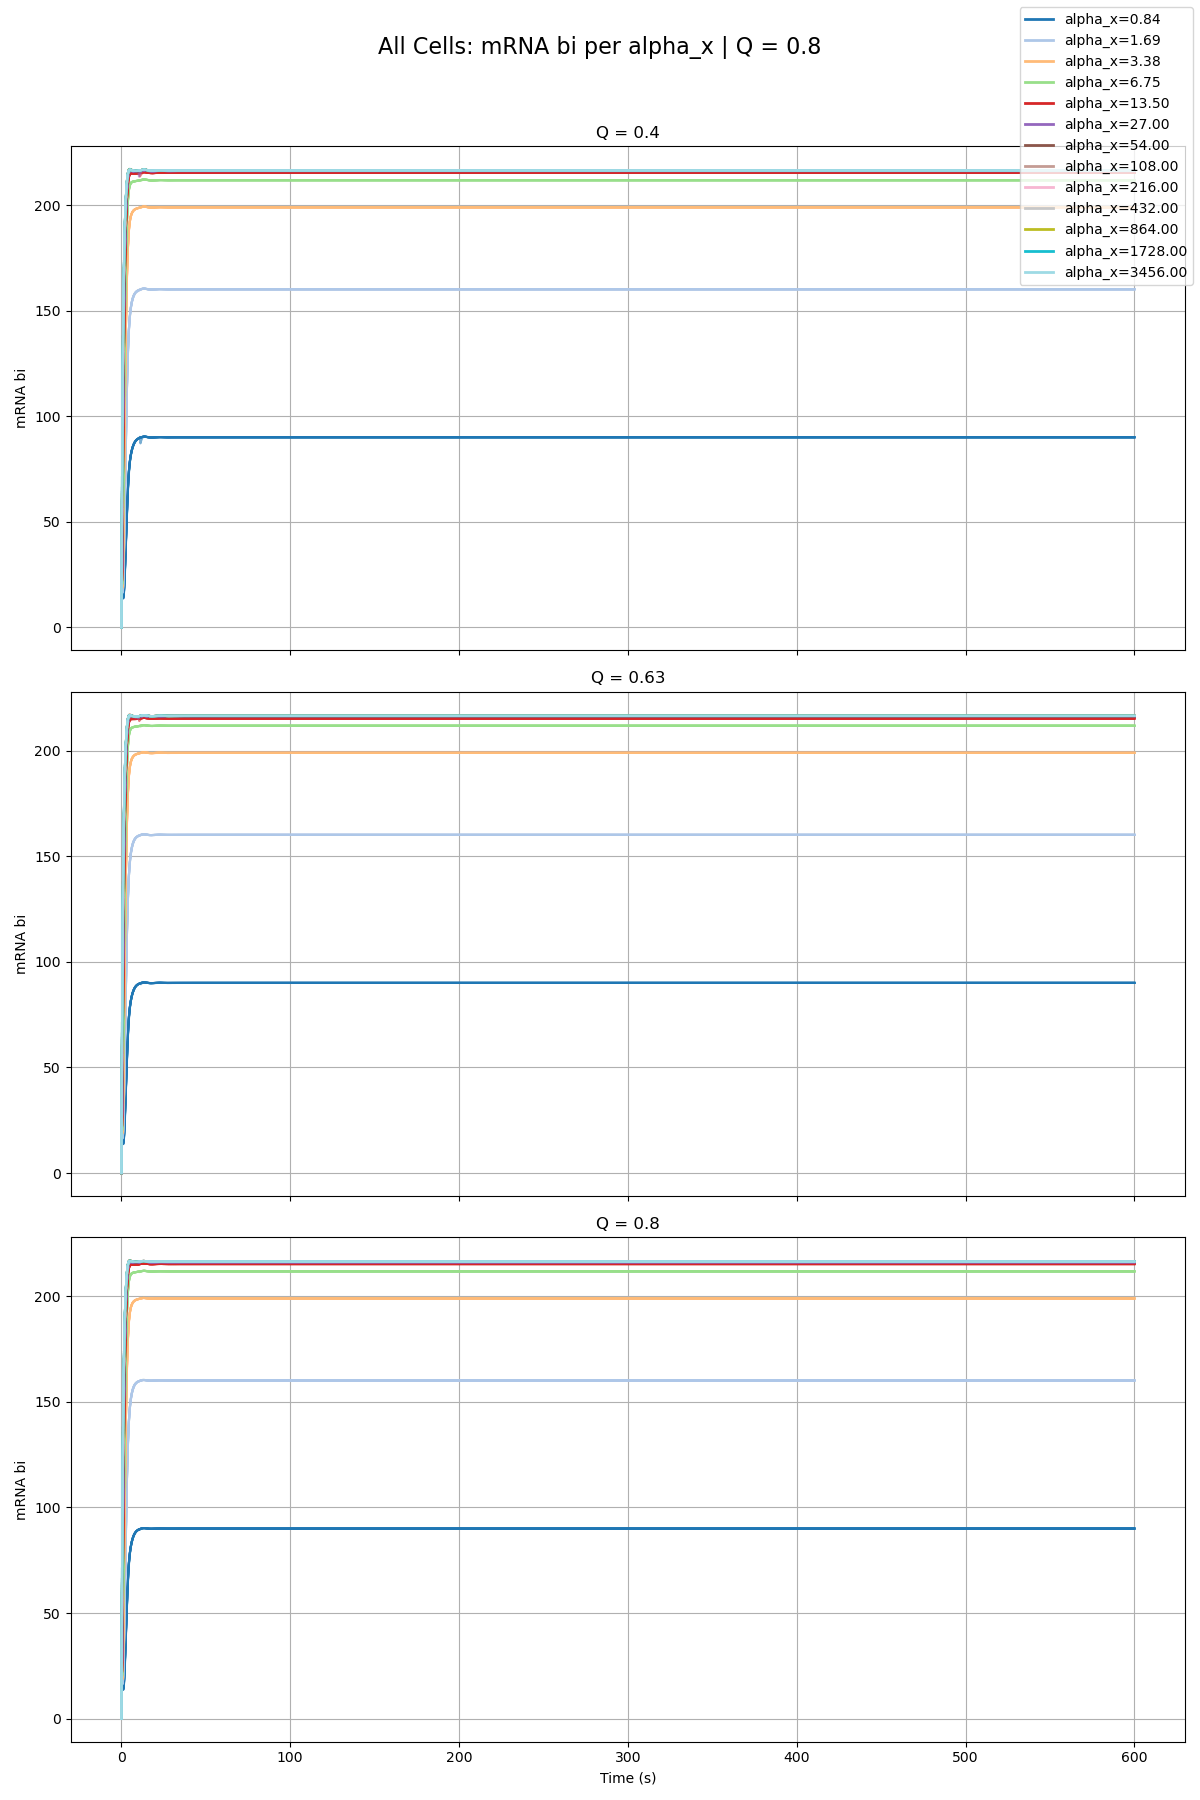 All Cells: mRNA bi per alpha_x | Q = 0.8
alpha_x=0.84
alpha_x=1.69
alpha_x=3.38
alpha_x=6.75
alpha_x=13.50
alpha_x=27.00
alpha_x=54.00
alpha_x=108.00
alpha_x=216.00
alpha_x=432.00
alpha_x=864.00
alpha_x=1728.00
alpha_x=3456.00
Q = 0.4
200
150
100
50
0
mRNA bi
Q = 0.63
200
150
100
50
0
mRNA bi
Q = 0.8
200
150
100
50
0
mRNA bi
0 100 200 300 400 500 600
Time (s)